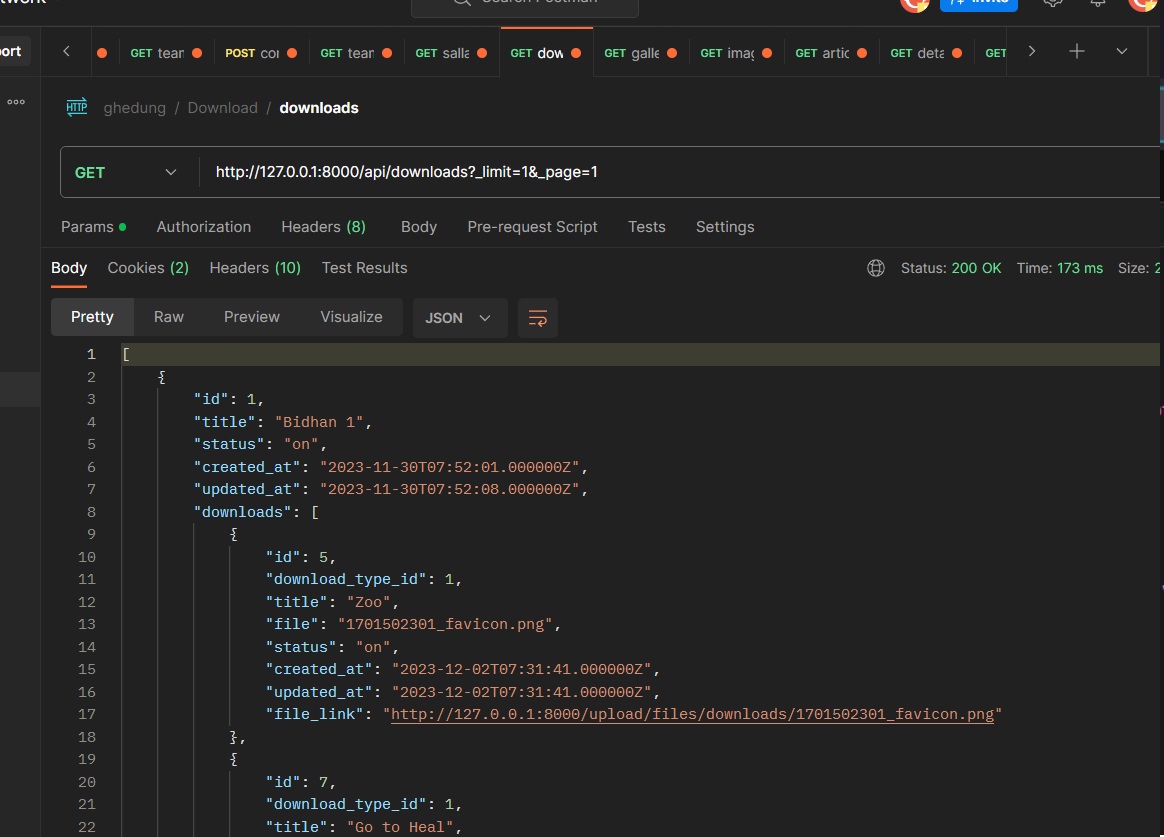 ort
GET tear
POST cor
GET tear
GET salla
GET dow
GET galle
GET imag
GET artic
GET deta
GET
HTTP ghedung / Download / downloads
GET http://127.0.0.1:8000/api/downloads?_limit=1&_page=1
Params Authorization Headers (8) Body Pre-request Script Tests Settings
Body Cookies (2) Headers (10) Test Results Status: 200 OK Time: 173 ms Size: 2
Pretty Raw Preview Visualize JSON
1 [
2 {
3 "id": 1,
4 "title": "Bidhan 1",
5 "status": "on",
6 "created_at": "2023-11-30T07:52:01.000000Z",
7 "updated_at": "2023-11-30T07:52:08.000000Z",
8 "downloads": [
9 {
10 "id": 5,
11 "download_type_id": 1,
12 "title": "Zoo",
13 "file": "1701502301_favicon.png",
14 "status": "on",
15 "created_at": "2023-12-02T07:31:41.000000Z",
16 "updated_at": "2023-12-02T07:31:41.000000Z",
17 "file_link": "http://127.0.0.1:8000/upload/files/downloads/1701502301_favicon.png"
18 },
19 {
20 "id": 7,
21 "download_type_id": 1,
22 "title": "Go to Heal",